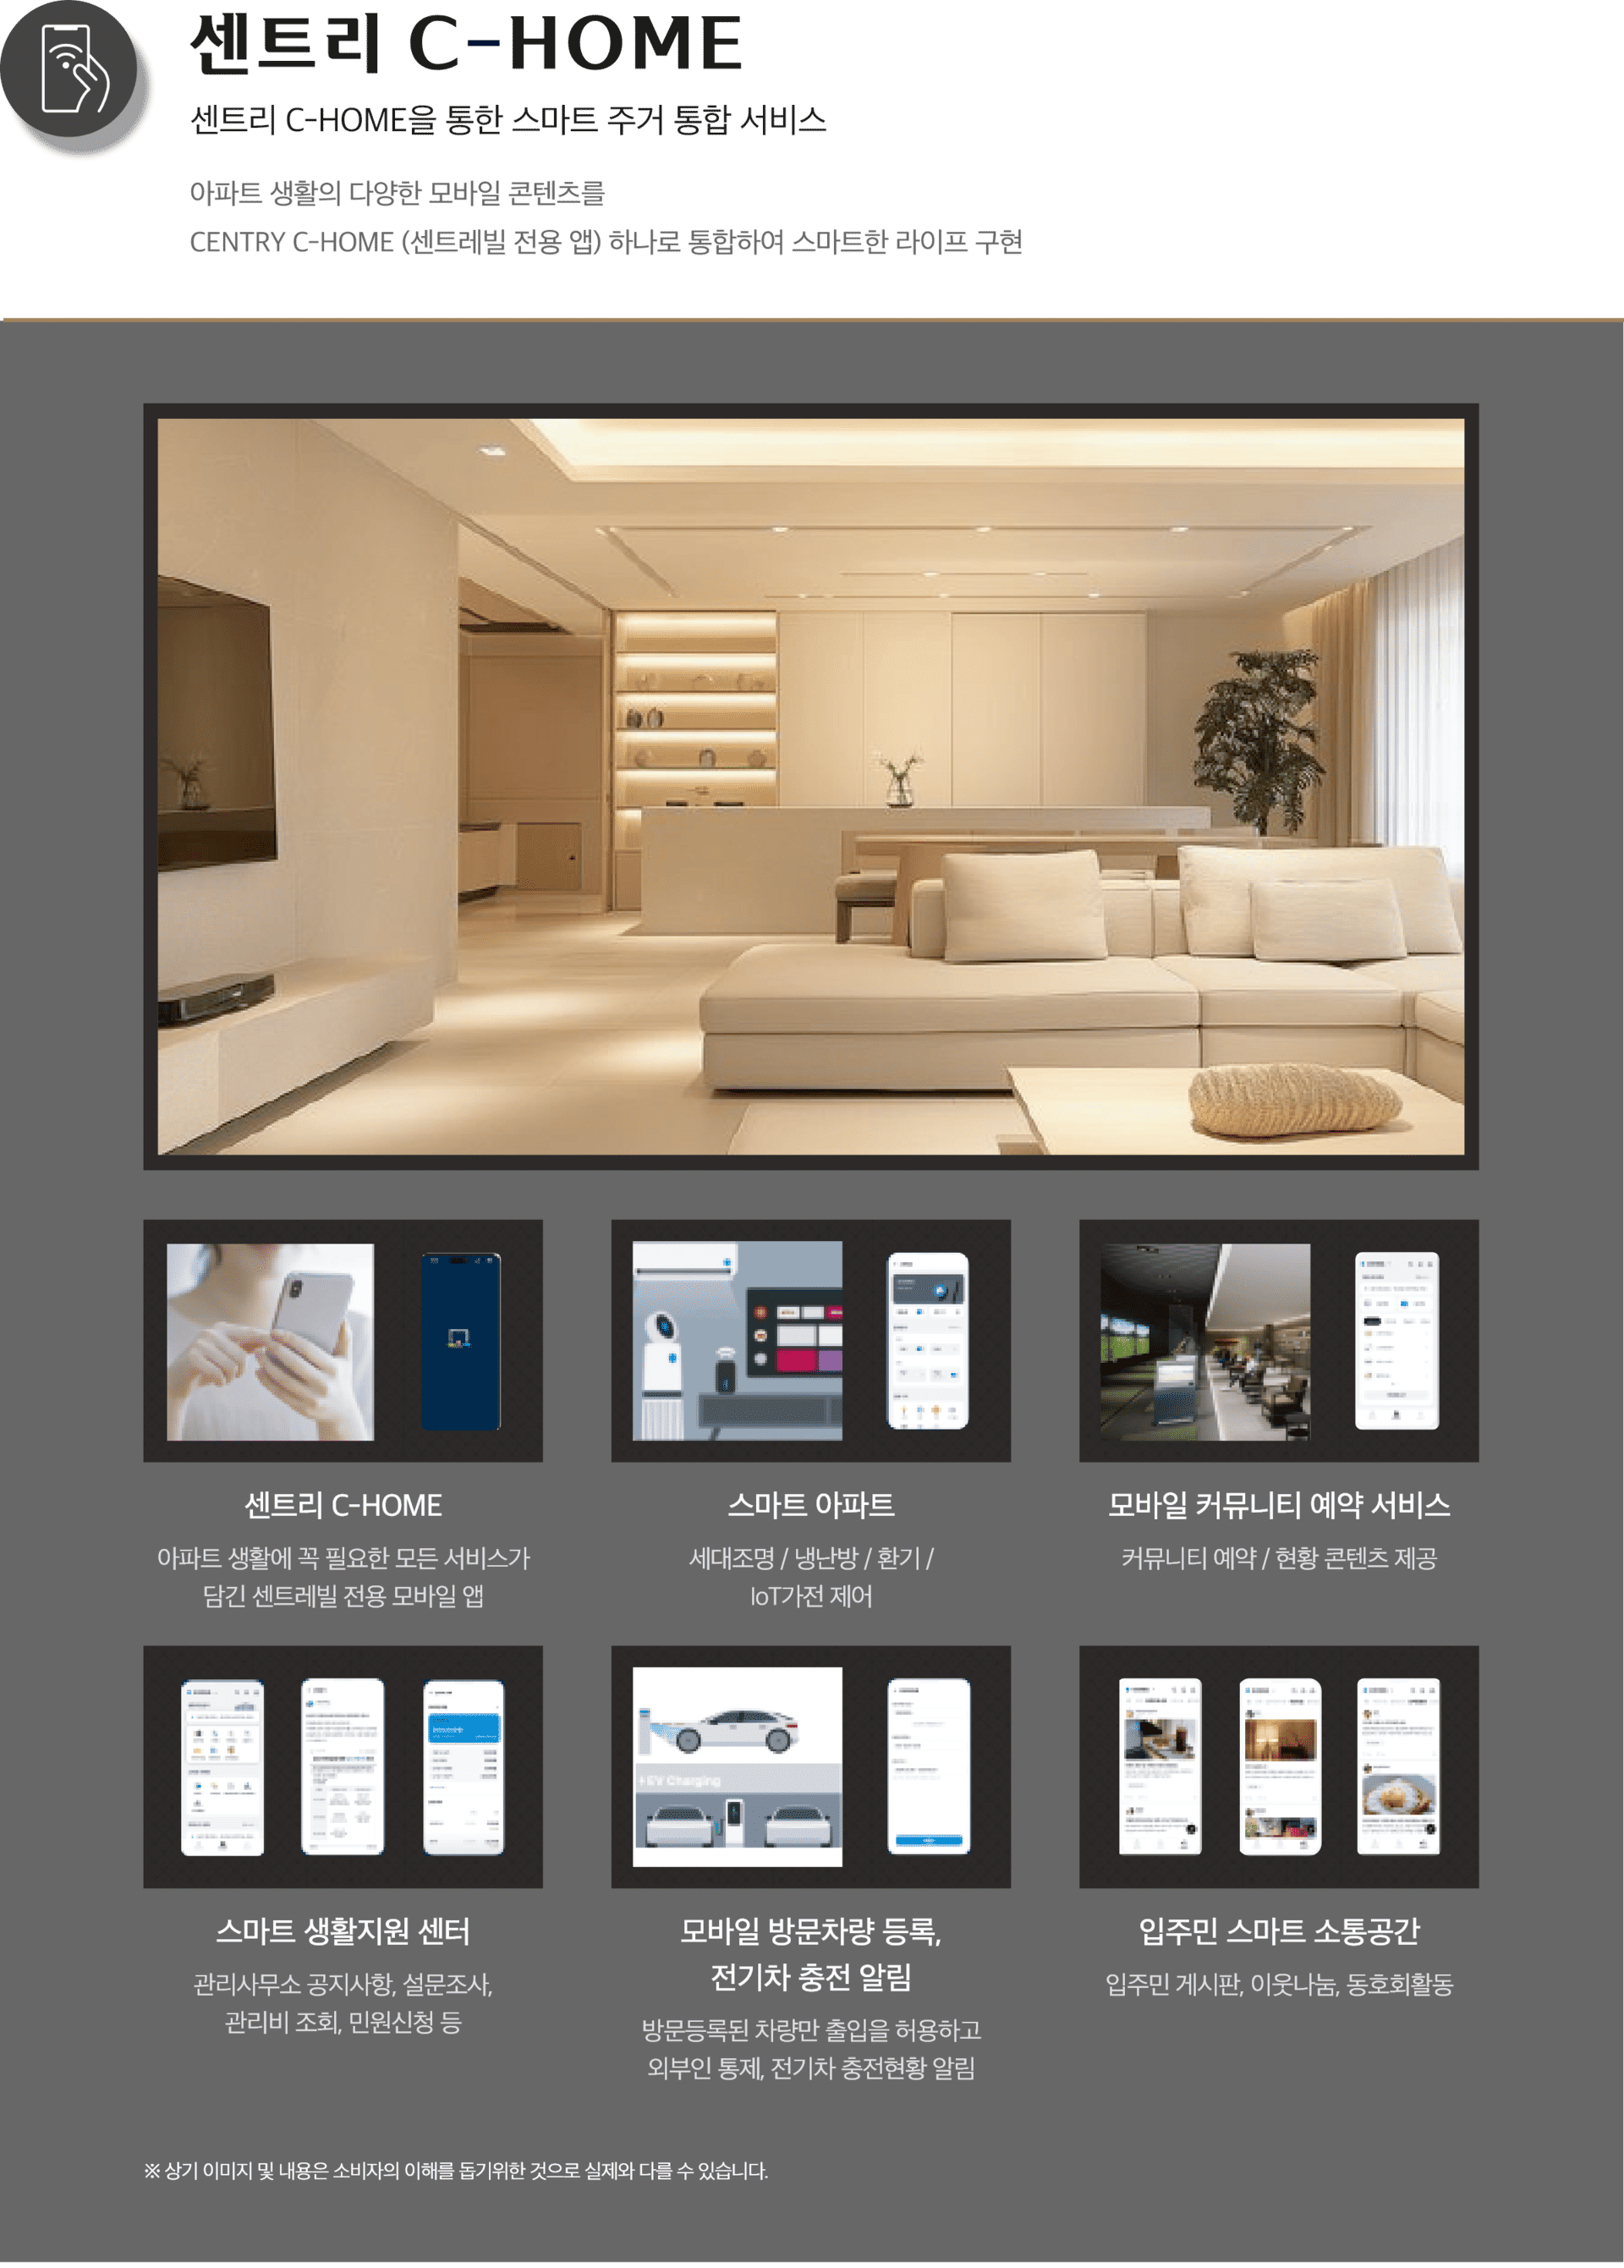 센트리 C-HOME
센트리 C-HOME을 통한 스마트 주거 통합 서비스
아파트 생활의 다양한 모바일 콘텐츠를
CENTRY C-HOME (센트레빌 전용 앱) 하나로 통합하여 스마트한 라이프 구현
센트리 C-HOME
아파트 생활에 꼭 필요한 모든 서비스가
담긴 센트레빌 전용 모바일 앱
스마트 아파트
세대조명 / 냉난방 / 환기 /
IoT가전 제어
모바일 커뮤니티 예약 서비스
커뮤니티 예약 / 현황 콘텐츠 제공
EV Charging
스마트 생활지원 센터
관리사무소 공지사항, 설문조사,
관리비 조회, 민원신청 등
모바일 방문차량 등록,
전기차 충전 알림
방문등록된 차량만 출입을 허용하고
외부인 통제, 전기차 충전현황 알림
입주민 스마트 소통공간
입주민 게시판, 이웃나눔, 동호회활동
※ 상기 이미지 및 내용은 소비자의 이해를 돕기위한 것으로 실제와 다를 수 있습니다.